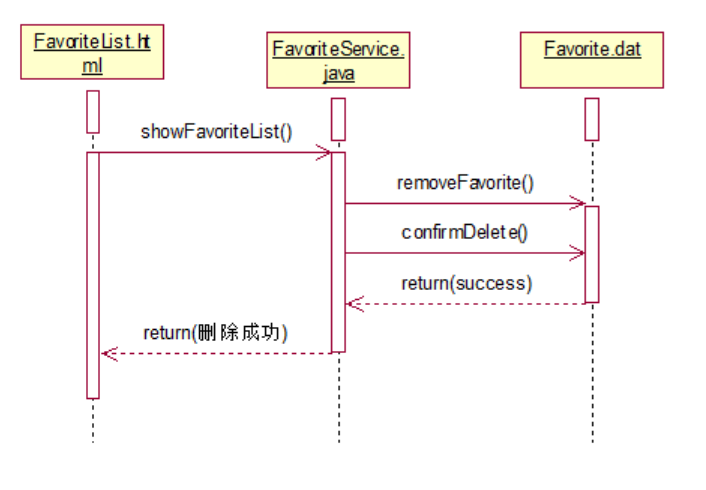 FavoriteList.ht
ml
FavoriteService.
java
Favorite.dat
showFavoriteList()
removeFavorite()
confirmDelete()
return(success)
return(删除成功)